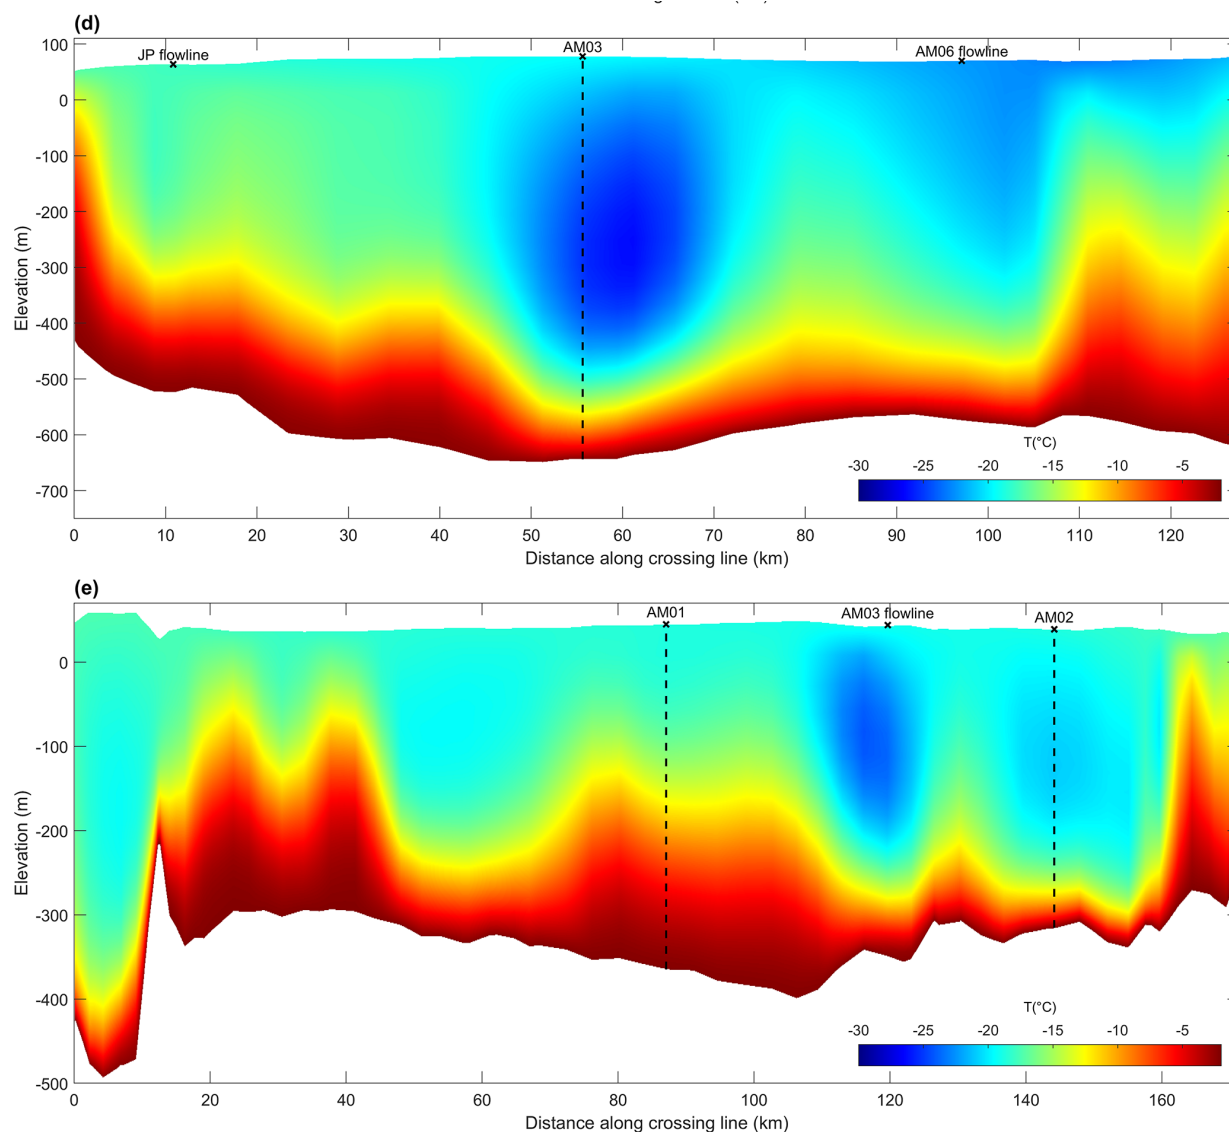 (d)
JP flowline
AM03
AM06 flowline
100
0
-100
-200
-300
-400
-500
-600
-700
Elevation (m)
T(°C)
-30 -25 -20 -15 -10 -5
0 10 20 30 40 50 60 70 80 90 100 110 120
Distance along crossing line (km)
(e)
AM01
AM03 flowline
AM02
0
-100
-200
-300
-400
-500
Elevation (m)
T(°C)
-30 -25 -20 -15 -10 -5
0 20 40 60 80 100 120 140 160
Distance along crossing line (km)